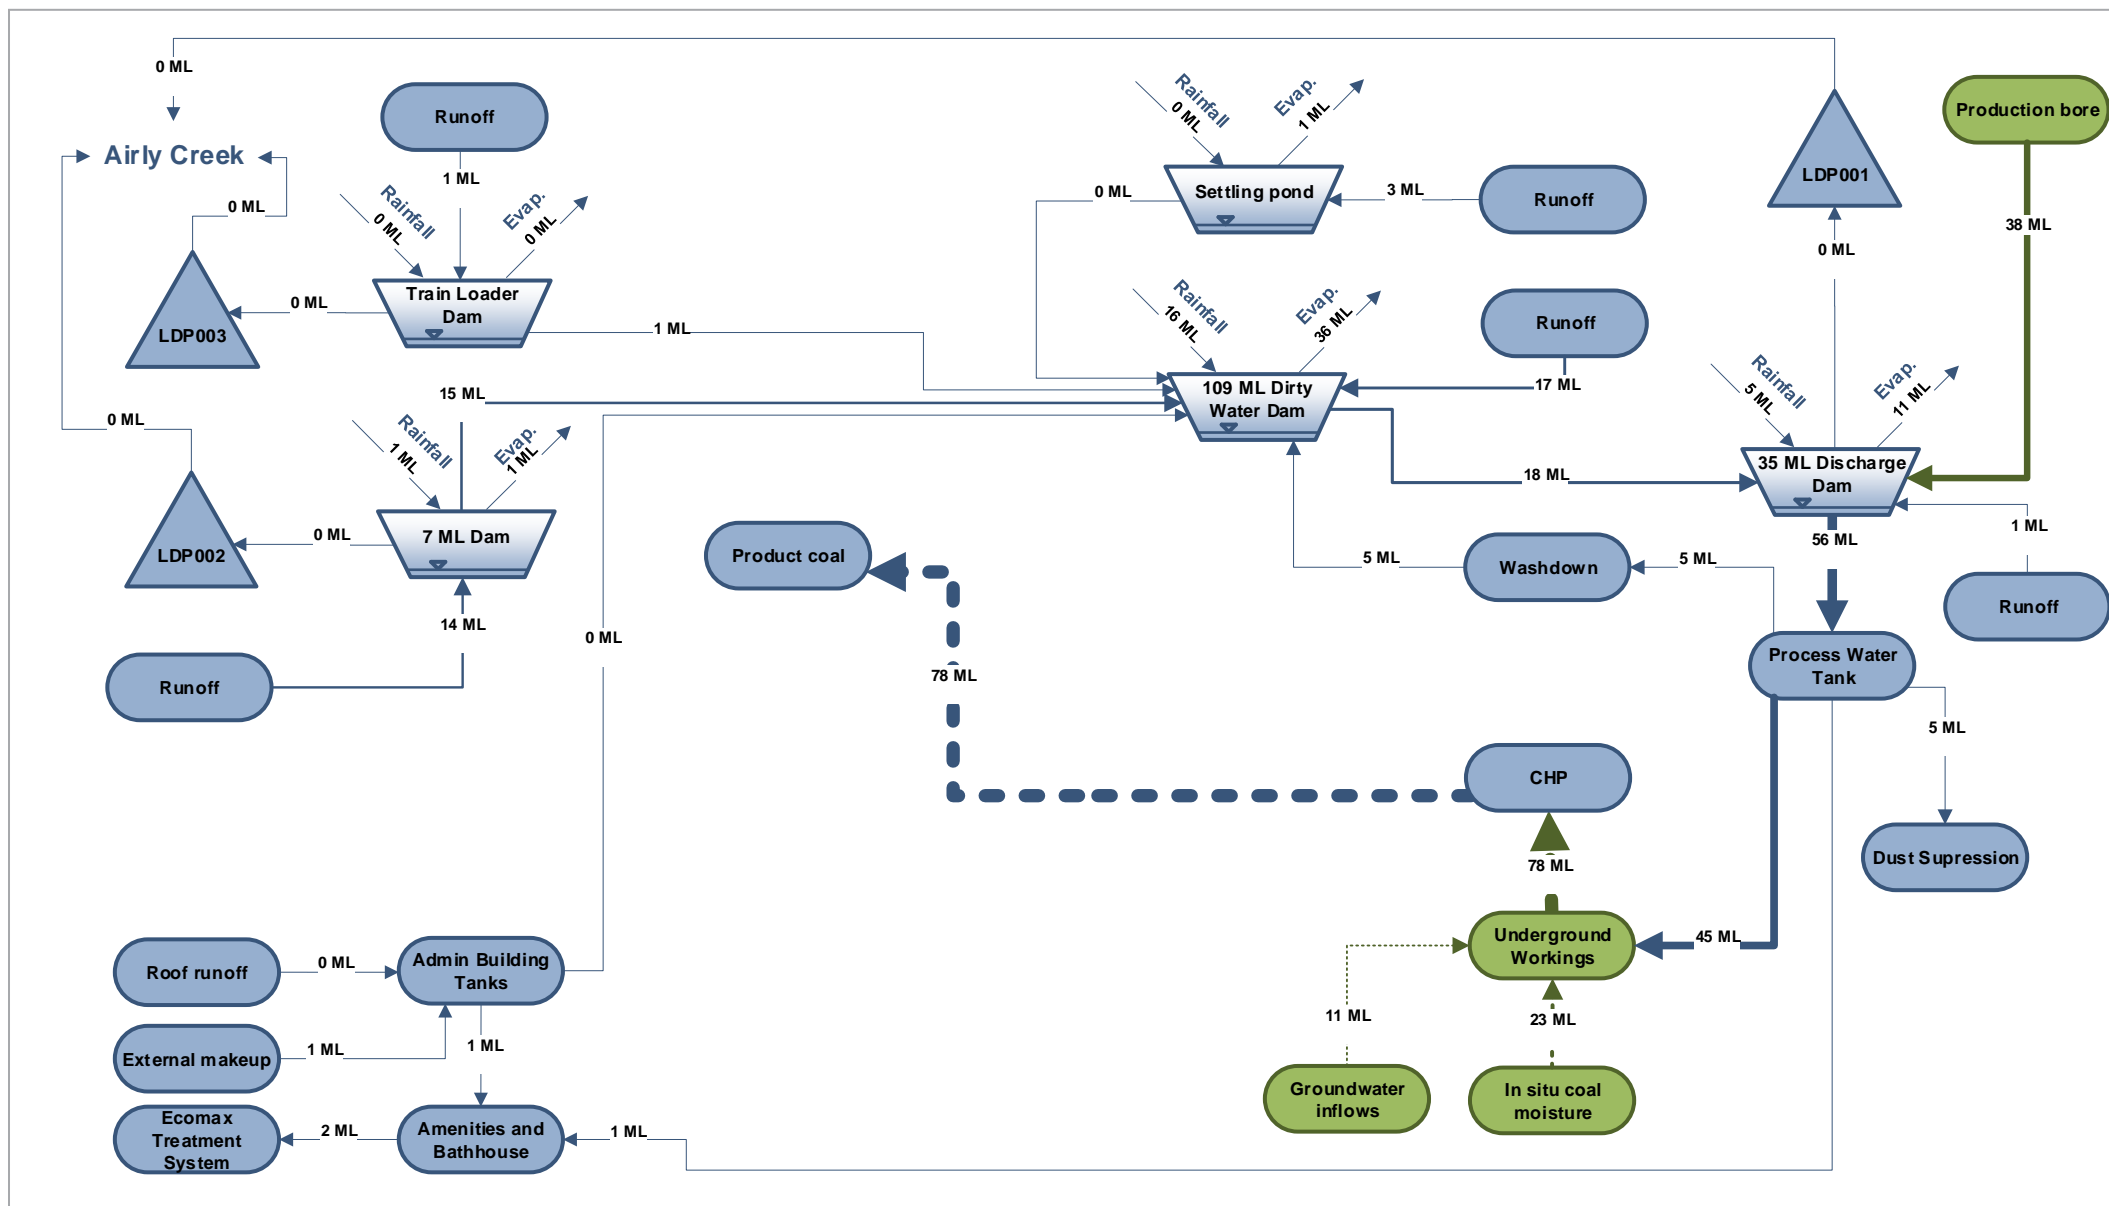 0 ML
Airly Creek
Runoff
1 ML
0 ML
Rainfall
0 ML
Evap.
0 ML
Train Loader
Dam
0 ML
LDP003
1 ML
Rainfall
0 ML
Evap.
1 ML
Settling pond
0 ML
3 ML
Runoff
LDP001
0 ML
Production bore
38 ML
Rainfall
16 ML
Evap.
36 ML
Runoff
17 ML
109 ML Dirty
Water Dam
15 ML
0 ML
Rainfall
1 ML
Evap.
1 ML
7 ML Dam
0 ML
LDP002
14 ML
Runoff
Rainfall
5 ML
Evap.
11 ML
35 ML Discharge
Dam
18 ML
1 ML
Runoff
56 ML
Product coal
5 ML
Washdown
5 ML
0 ML
Process Water
Tank
78 ML
5 ML
CHP
Dust Supression
78 ML
Underground
Workings
45 ML
11 ML
23 ML
Groundwater
inflows
In situ coal
moisture
Roof runoff
0 ML
Admin Building
Tanks
External makeup
1 ML
1 ML
Ecomax
Treatment
System
2 ML
Amenities and
Bathhouse
1 ML